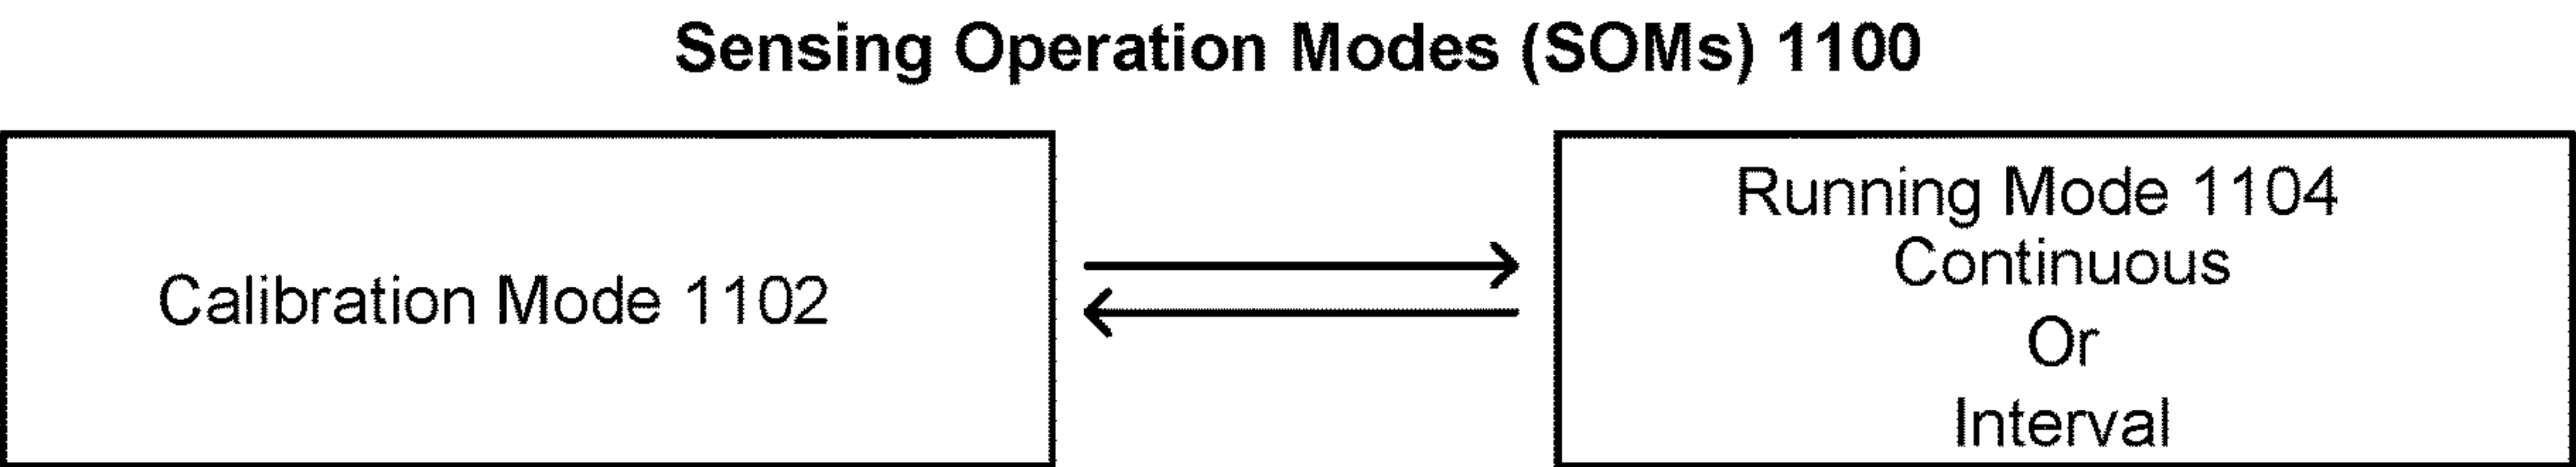 Sensing Operation Modes (SOMs) 1100
Calibration Mode 1102
Running Mode 1104
Continuous
Or
Interval